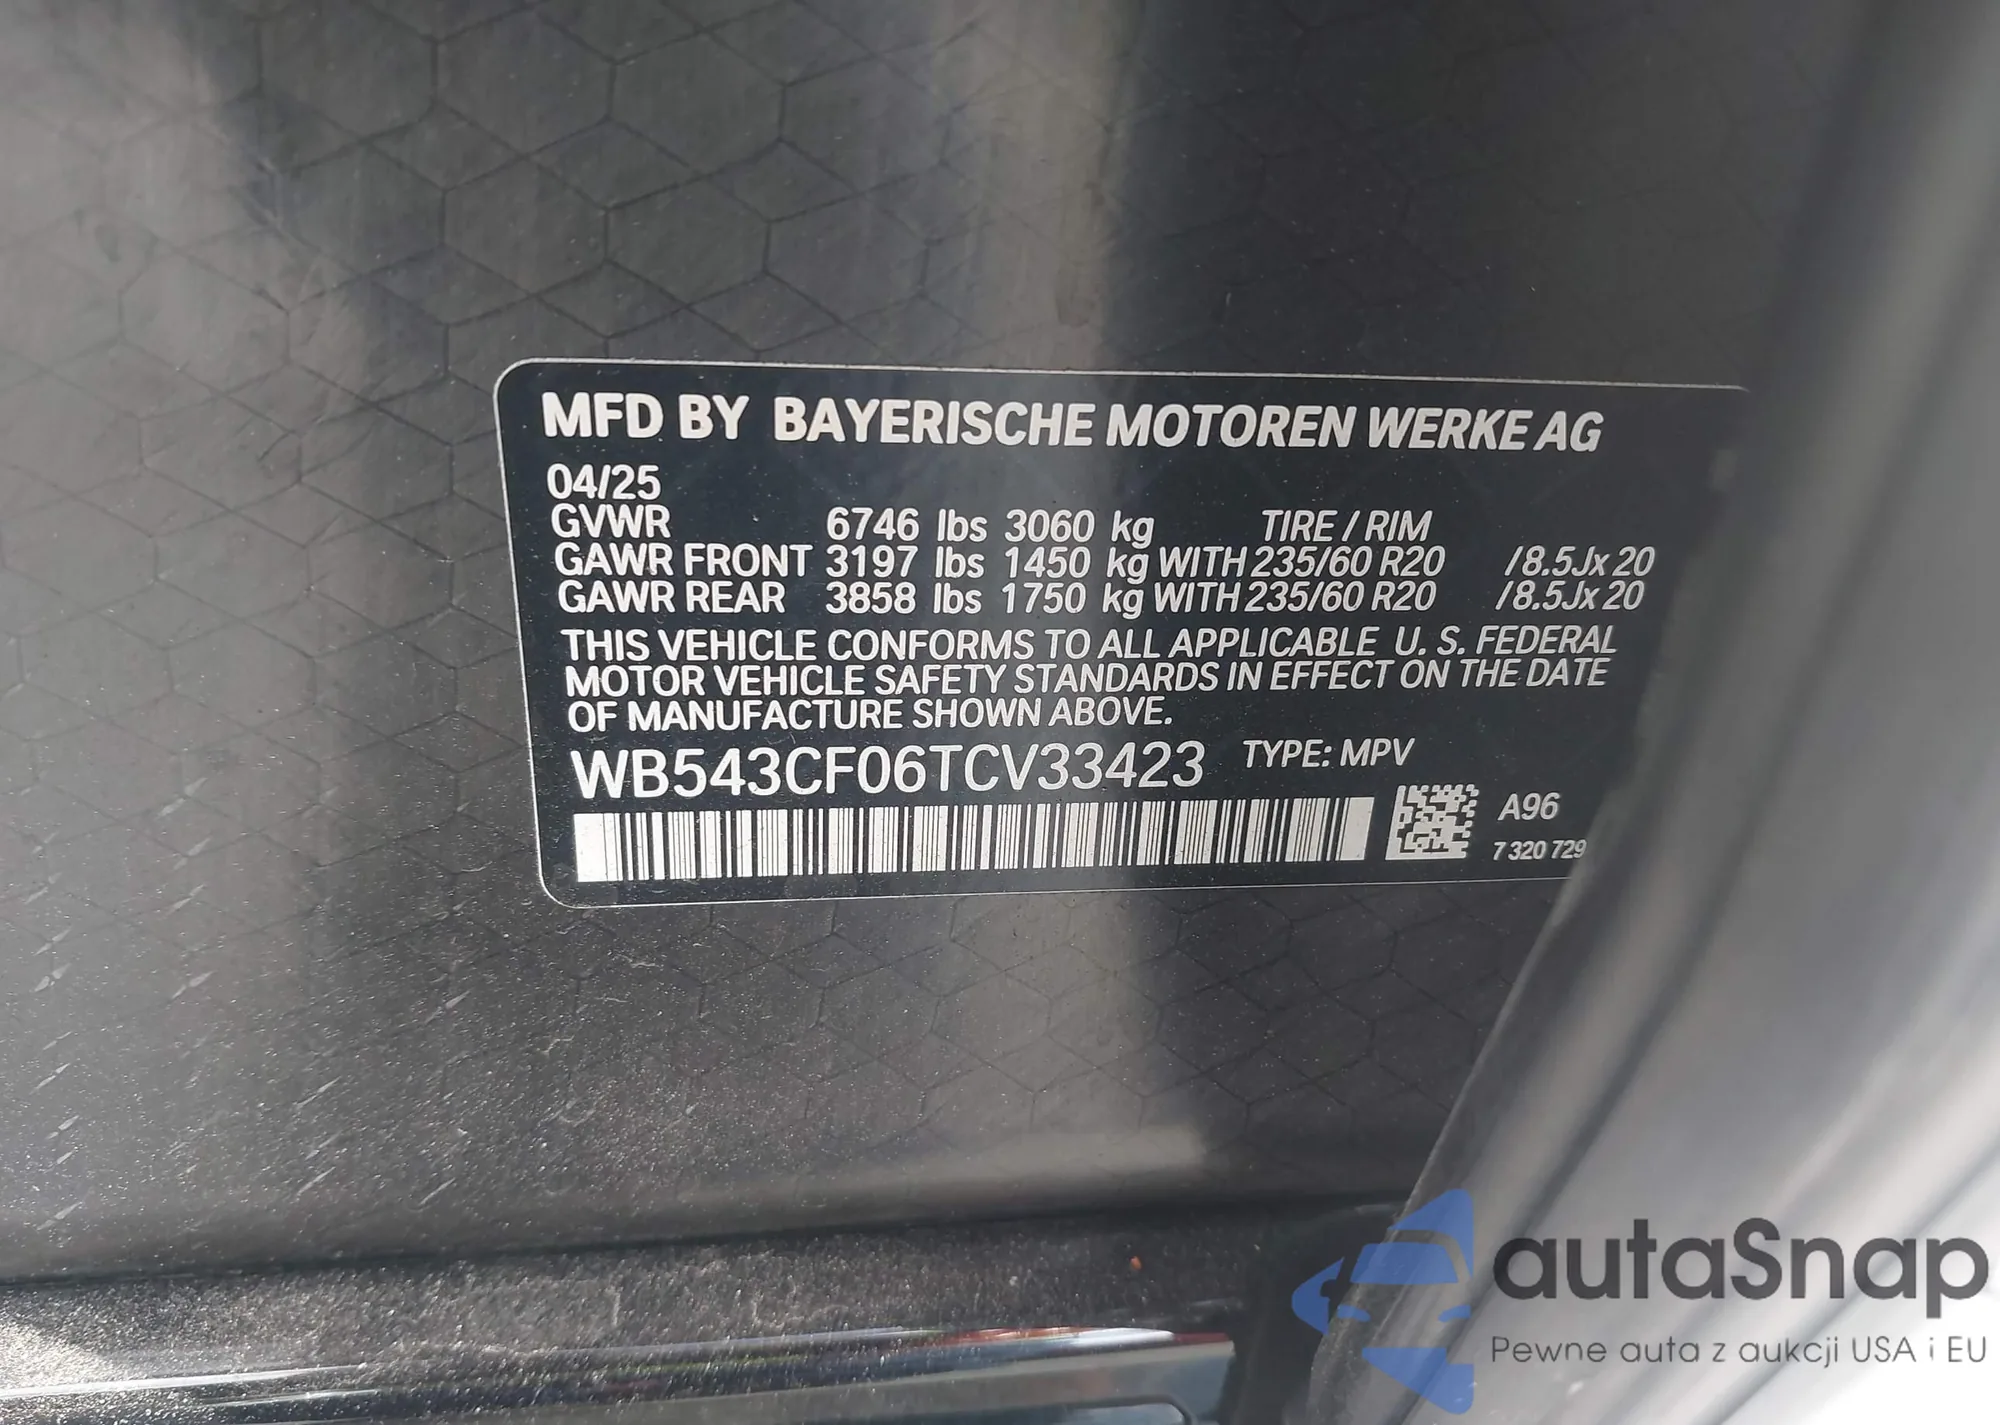 MFD BY BAYERISCHE MOTOREN WERKE AG
04/25
GVWR 6746 lbs 3060 kg TIRE / RIM
GAWR FRONT 3197 lbs 1450 kg WITH 235/60 R20 /8.5Jx 20
GAWR REAR 3858 lbs 1750 kg WITH 235/60 R20 /8.5Jx 20
THIS VEHICLE CONFORMS TO ALL APPLICABLE U. S. FEDERAL
MOTOR VEHICLE SAFETY STANDARDS IN EFFECT ON THE DATE
OF MANUFACTURE SHOWN ABOVE.
WB543CF06TCV33423 TYPE: MPV
A96
7 320 729
autaSnap
Pewne auta z aukcji USA i EU